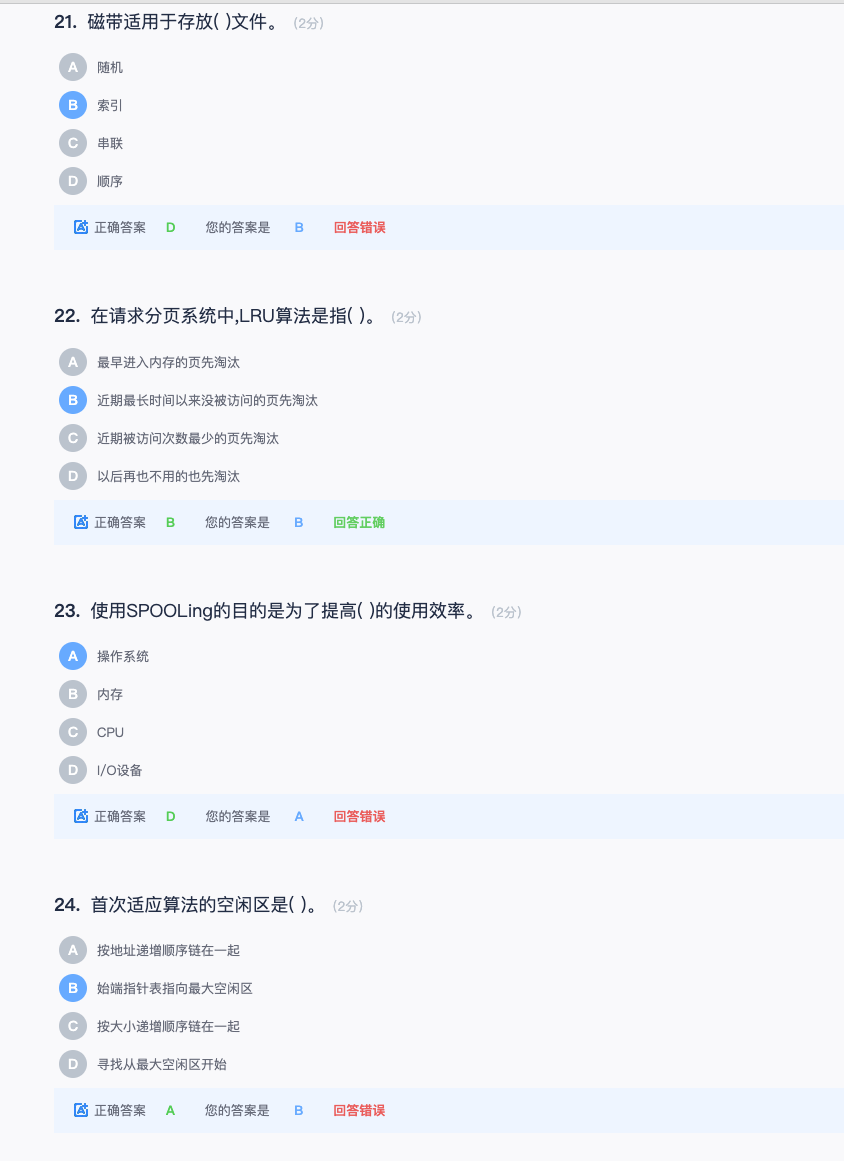 21. 磁带适用于存放( )文件。 (2分)
A 随机
B 索引
C 串联
D 顺序
正确答案 D 您的答案是 B 回答错误
22. 在请求分页系统中,LRU算法是指( )。 (2分)
A 最早进入内存的页先淘汰
B 近期最长时间以来没被访问的页先淘汰
C 近期被访问次数最少的页先淘汰
D 以后再也不用的也先淘汰
正确答案 B 您的答案是 B 回答正确
23. 使用SPOOLing的目的是为了提高( )的使用效率。 (2分)
A 操作系统
B 内存
C CPU
D I/O设备
正确答案 D 您的答案是 A 回答错误
24. 首次适应算法的空闲区是( )。 (2分)
A 按地址递增顺序链在一起
B 始端指针表指向最大空闲区
C 按大小递增顺序链在一起
D 寻找从最大空闲区开始
正确答案 A 您的答案是 B 回答错误